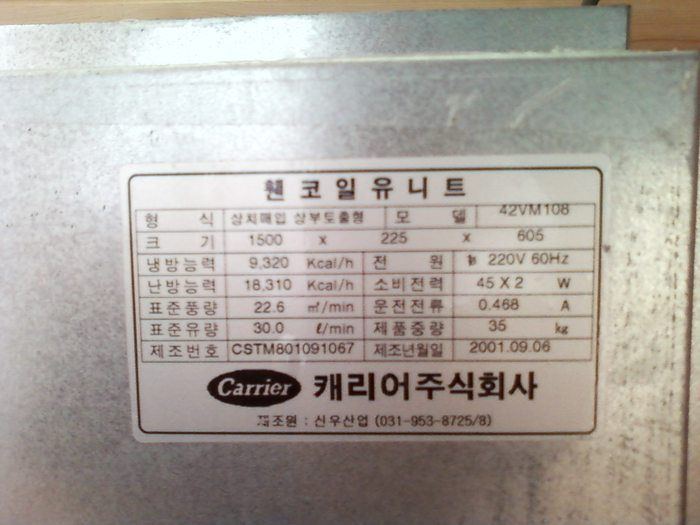 휀 코 일 유 니 트
형 식 상치매입 상부토출형 모 델 42VM108
크 기 1500 x 225 x 605
냉방능력 9,320 Kcal/h 전 원 1φ 220V 60Hz
난방능력 18,310 Kcal/h 소비전력 45 X 2 W
표준풍량 22.6 ㎥/min 운전전류 0.468 A
표준유량 30.0 ℓ/min 제품중량 35 kg
제조번호 CSTM801091067 제조년월일 2001.09.06
Carrier 캐리어주식회사
제조원 : 신우산업 (031-953-8725/8)